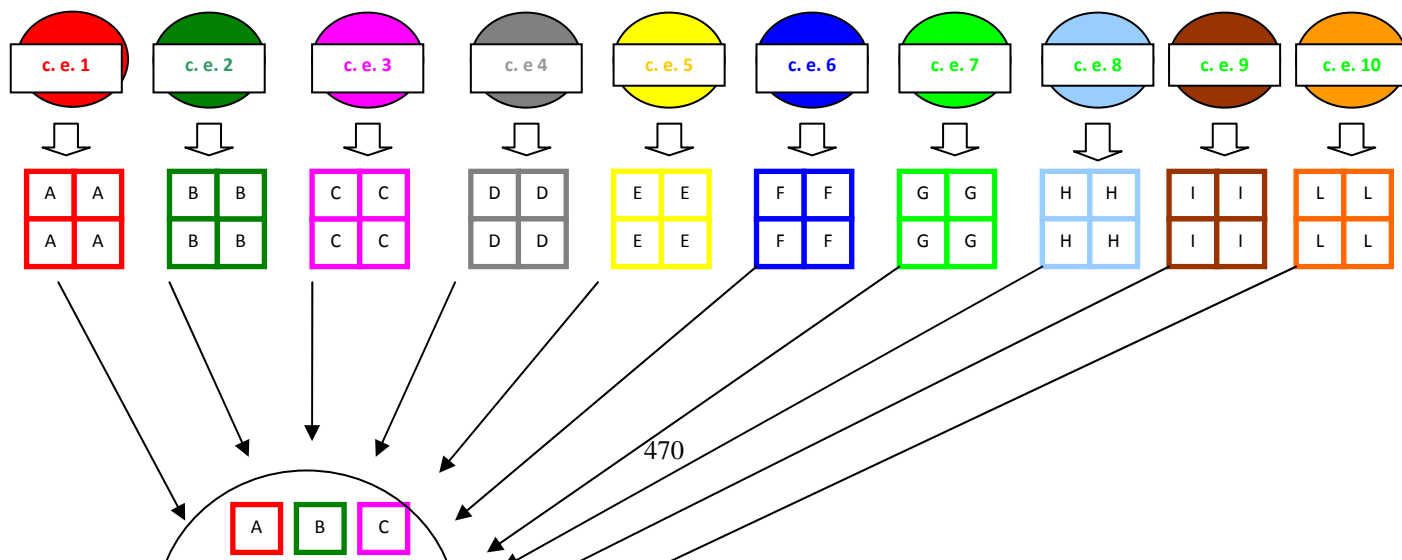 c. e. 1 c. e. 2 c. e. 3 c. e 4 c. e. 5 c. e. 6 c. e. 7 c. e. 8 c. e. 9 c. e. 10
A A B B C C D D E E F F G G H H I I L L
A A B B C C D D E E F F G G H H I I L L
470
A B C